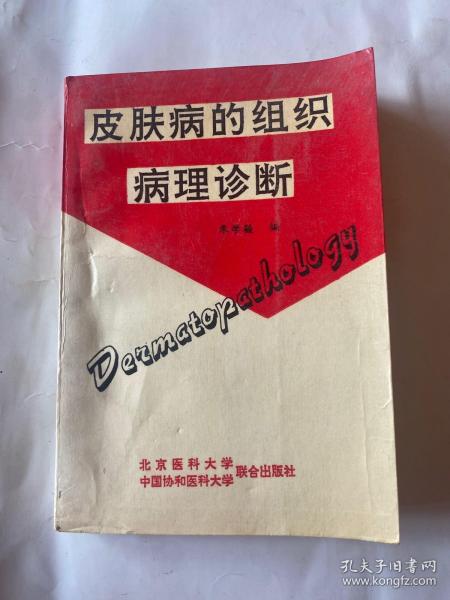 皮肤病的组织
病理诊断
朱学骏 编
Dermatopathology
北京医科大学
中国协和医科大学
联合出版社
孔夫子旧书网
www.kongfz.com